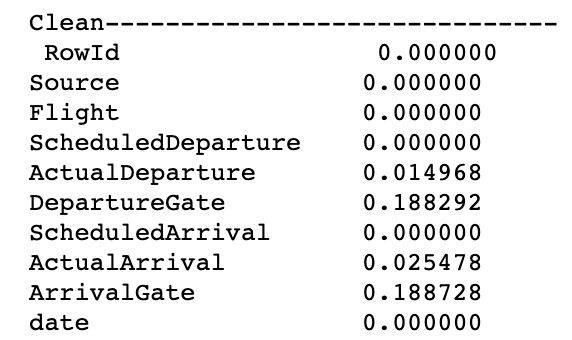 Clean------------------------------
RowId 0.000000
Source 0.000000
Flight 0.000000
ScheduledDeparture 0.000000
ActualDeparture 0.014968
DepartureGate 0.188292
ScheduledArrival 0.000000
ActualArrival 0.025478
ArrivalGate 0.188728
date 0.000000